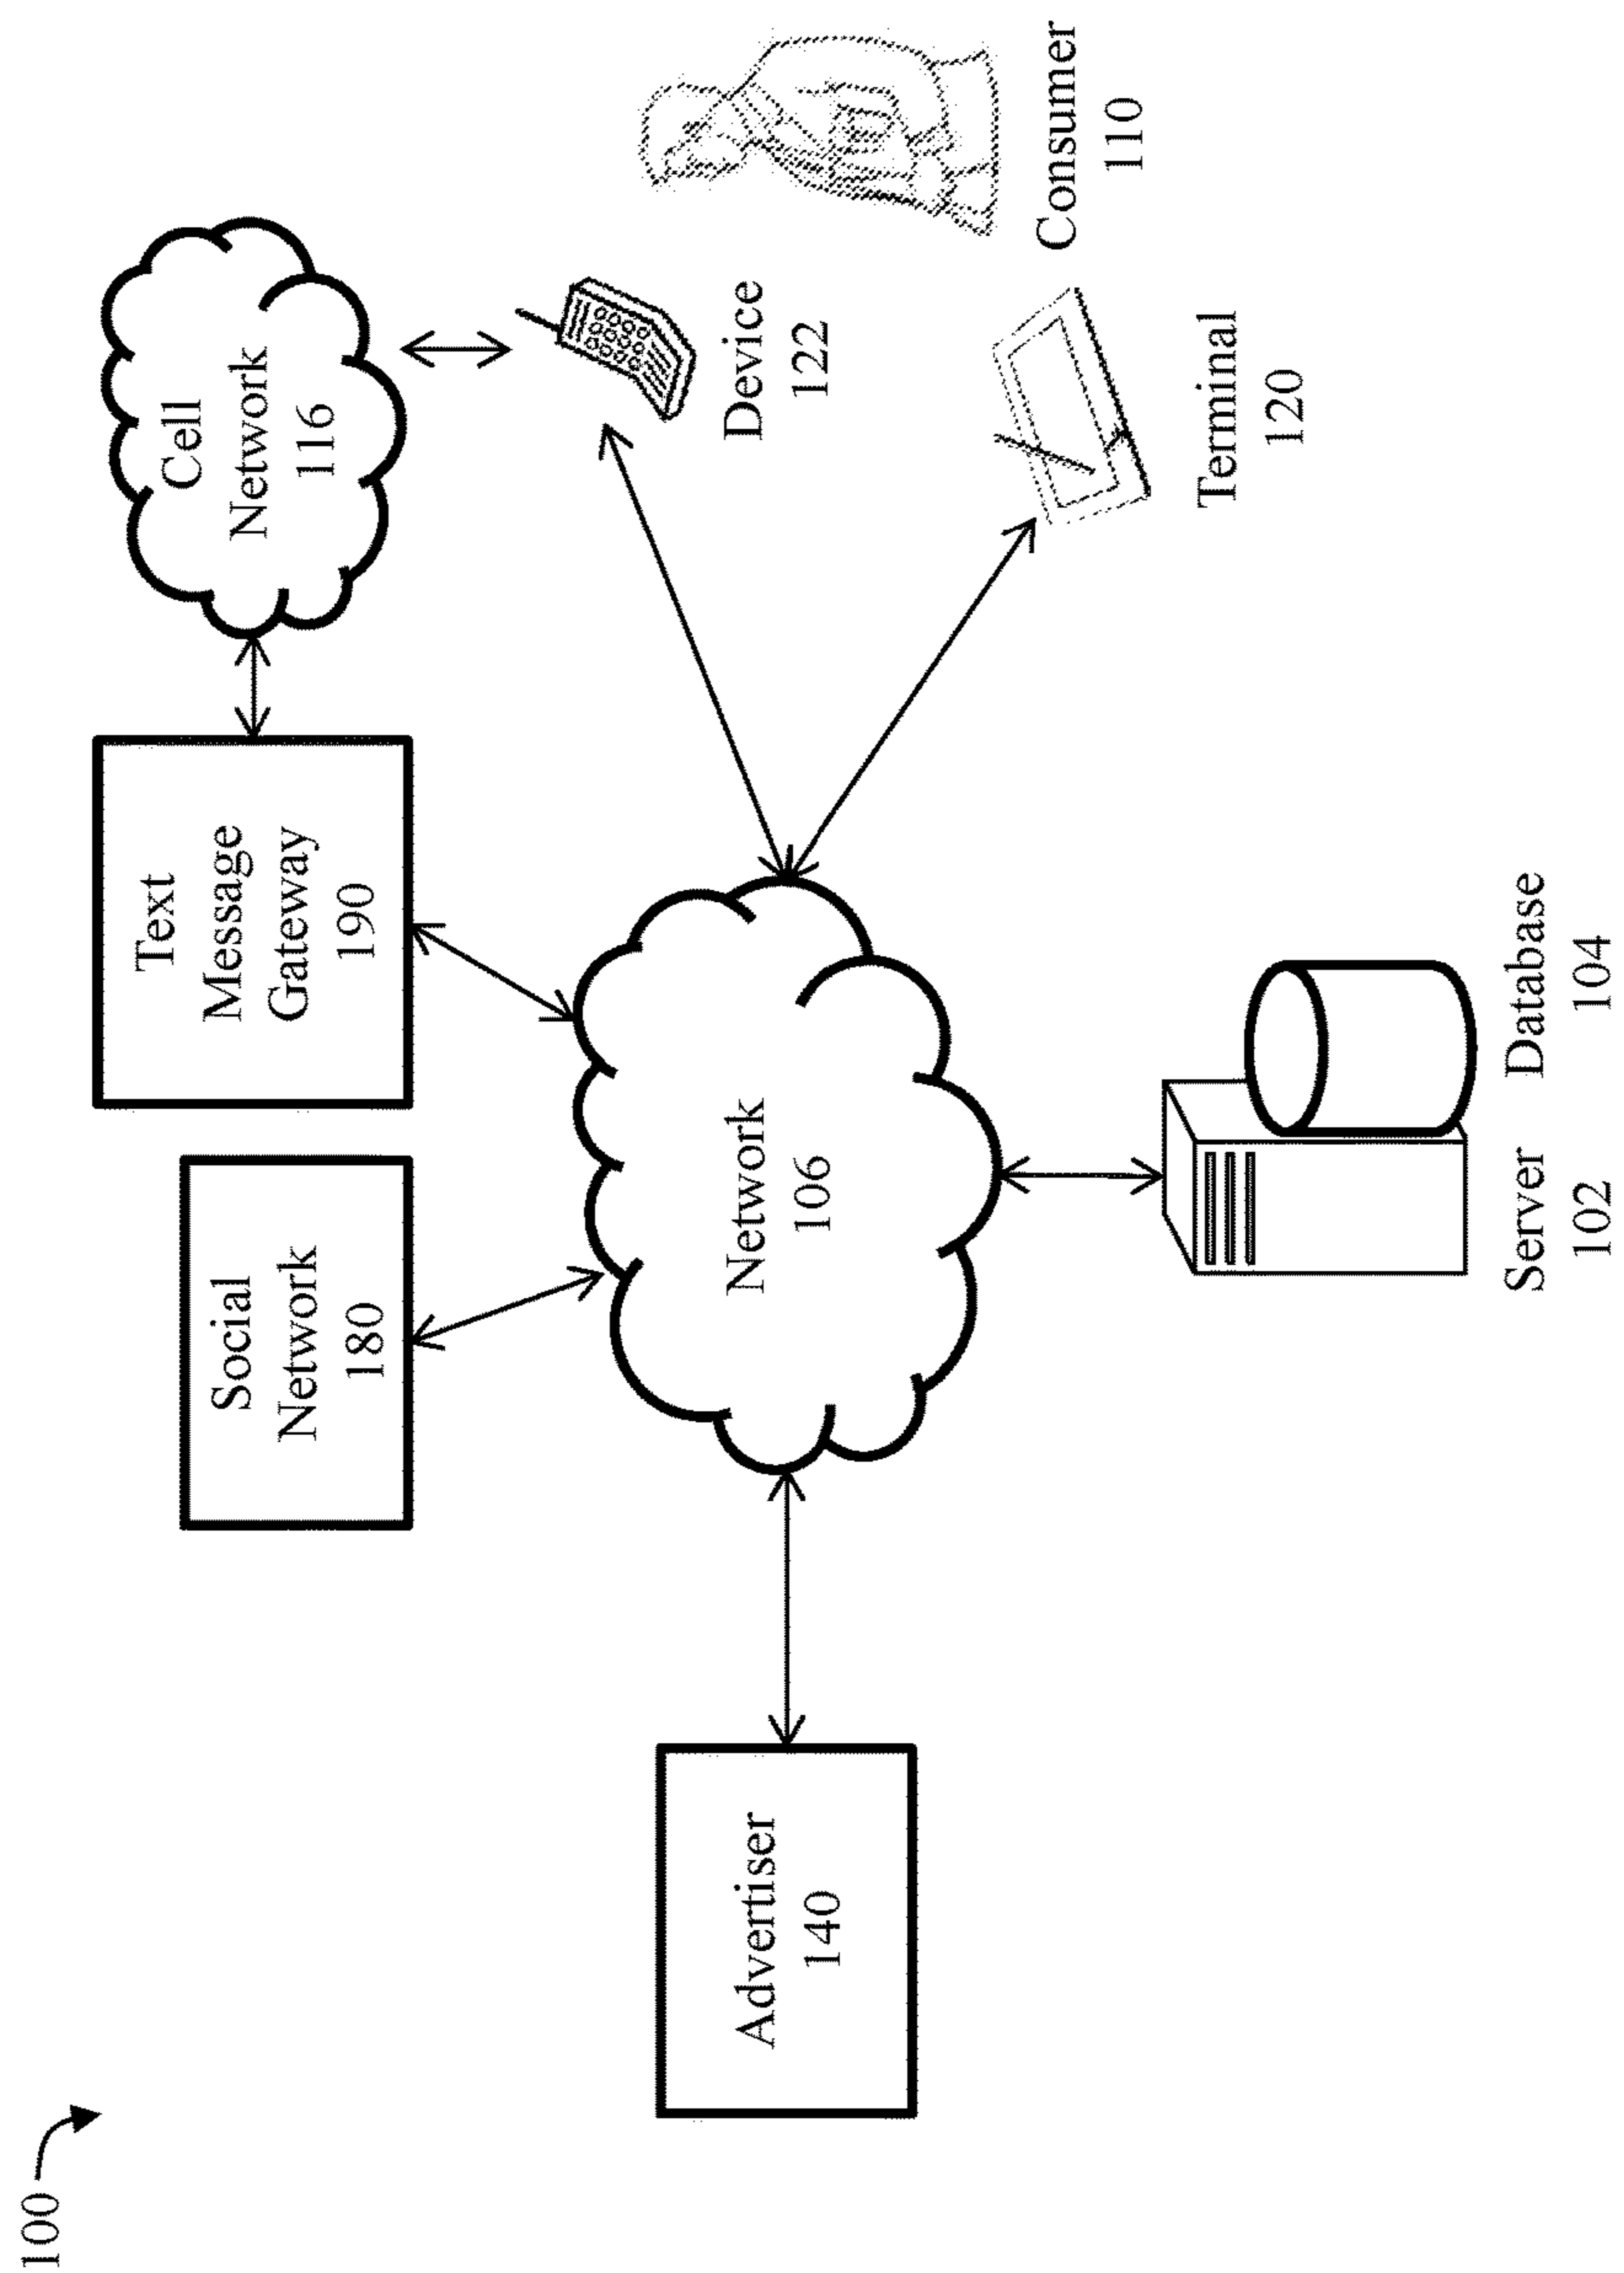 100
Social
Network
180
Text
Message
Gateway
190
Cell
Network
116
Advertiser
140
Network
106
Device
122
Consumer
110
Terminal
120
Server
102
Database
104